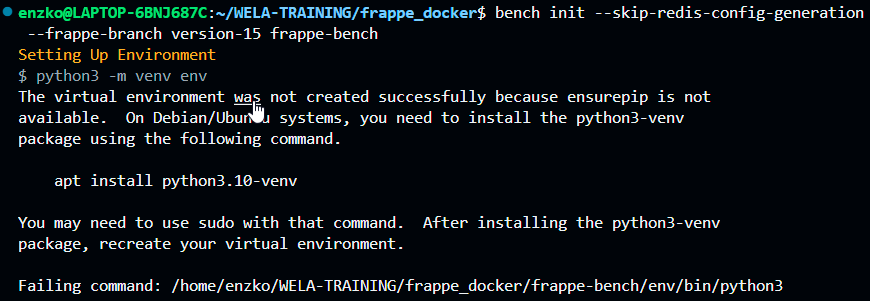 enzko@LAPTOP-6BNJ687C:~/WELA-TRAINING/frappe_docker$ bench init --skip-redis-config-generation
--frappe-branch version-15 frappe-bench
Setting Up Environment
$ python3 -m venv env
The virtual environment was not created successfully because ensurepip is not
available.  On Debian/Ubuntu systems, you need to install the python3-venv
package using the following command.
apt install python3.10-venv
You may need to use sudo with that command.  After installing the python3-venv
package, recreate your virtual environment.
Failing command: /home/enzko/WELA-TRAINING/frappe_docker/frappe-bench/env/bin/python3